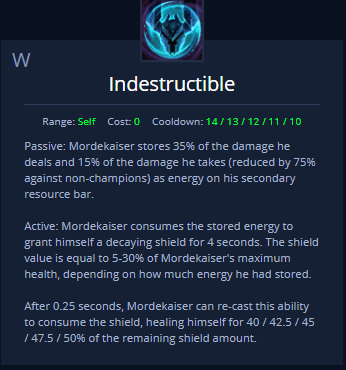 W
Indestructible
Range: Self Cost: 0 Cooldown: 14 / 13 / 12 / 11 / 10
Passive: Mordekaiser stores 35% of the damage he
deals and 15% of the damage he takes (reduced by 75%
against non-champions) as energy on his secondary
resource bar.
Active: Mordekaiser consumes the stored energy to
grant himself a decaying shield for 4 seconds. The shield
value is equal to 5-30% of Mordekaiser's maximum
health, depending on how much energy he had stored.
After 0.25 seconds, Mordekaiser can re-cast this ability
to consume the shield, healing himself for 40 / 42.5 / 45
/ 47.5 / 50% of the remaining shield amount.